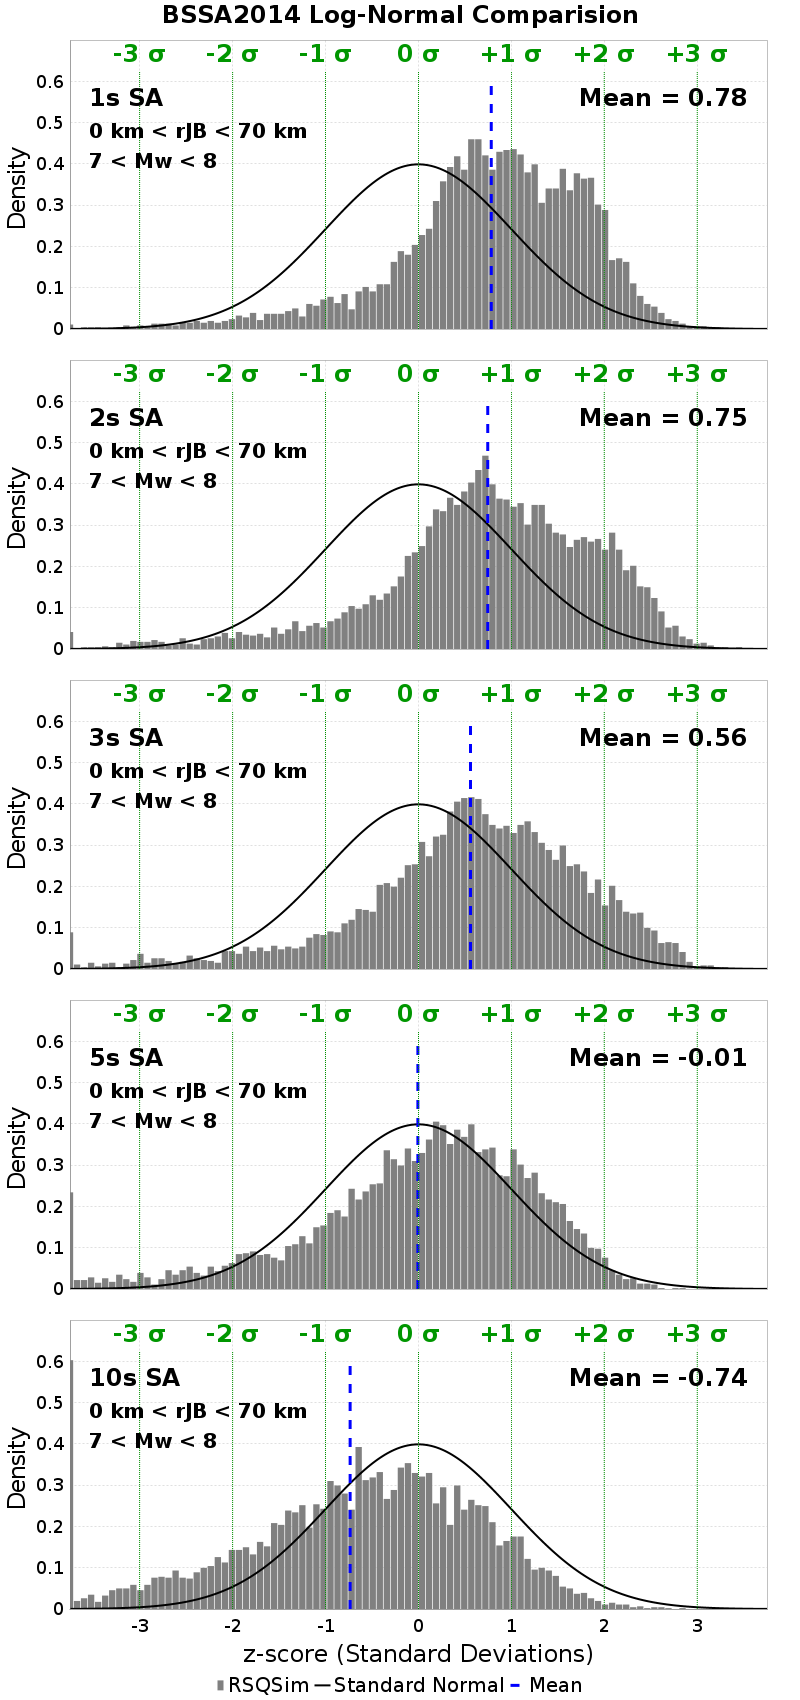 BSSA2014 Log-Normal Comparision
-3 σ -2 σ -1 σ 0 σ +1 σ +2 σ +3 σ
1s SA Mean = 0.78
0 km < rJB < 70 km
7 < Mw < 8
Density
0.6
0.5
0.4
0.3
0.2
0.1
0
-3 σ -2 σ -1 σ 0 σ +1 σ +2 σ +3 σ
2s SA Mean = 0.75
0 km < rJB < 70 km
7 < Mw < 8
Density
0.6
0.5
0.4
0.3
0.2
0.1
0
-3 σ -2 σ -1 σ 0 σ +1 σ +2 σ +3 σ
3s SA Mean = 0.56
0 km < rJB < 70 km
7 < Mw < 8
Density
0.6
0.5
0.4
0.3
0.2
0.1
0
-3 σ -2 σ -1 σ 0 σ +1 σ +2 σ +3 σ
5s SA Mean = -0.01
0 km < rJB < 70 km
7 < Mw < 8
Density
0.6
0.5
0.4
0.3
0.2
0.1
0
-3 σ -2 σ -1 σ 0 σ +1 σ +2 σ +3 σ
10s SA Mean = -0.74
0 km < rJB < 70 km
7 < Mw < 8
Density
0.6
0.5
0.4
0.3
0.2
0.1
0
-3 -2 -1 0 1 2 3
z-score (Standard Deviations)
RSQSim Standard Normal Mean